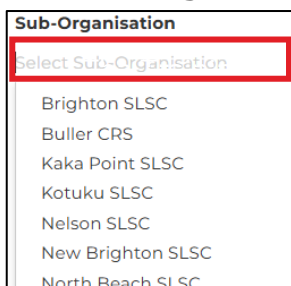 Sub-Organisation
Select Sub-Organisation
Brighton SLSC
Buller CRS
Kaka Point SLSC
Kotuku SLSC
Nelson SLSC
New Brighton SLSC
North Beach SLSC